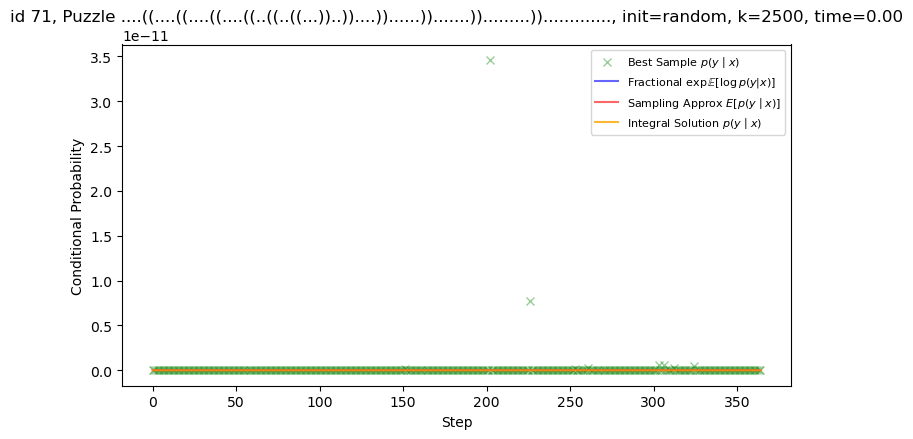 id 71, Puzzle ....((....((....((....((..((..((...))..))....))......)).......)).........))............., init=random, k=2500, time=0.00
1e−11
3.5
3.0
2.5
2.0
1.5
1.0
0.5
0.0
Conditional Probability
Best Sample p(y | x)
Fractional exp𝔼[log p(y|x)]
Sampling Approx E[p(y | x)]
Integral Solution p(y | x)
0 50 100 150 200 250 300 350
Step